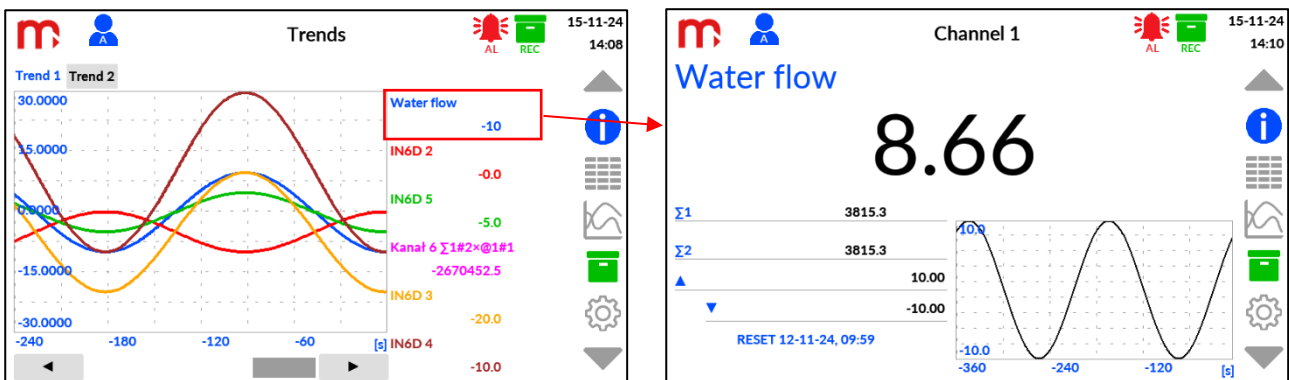 Trends
A
AL
REC
15-11-24
14:08
Trend 1 Trend 2
30.0000
15.0000
0.0000
-15.0000
-30.0000
-240 -180 -120 -60 [s]
Water flow
-10
IN6D 2
-0.0
IN6D 5
-5.0
Kanał 6 ∑1#2×@1#1
-2670452.5
IN6D 3
-20.0
IN6D 4
-10.0
Channel 1
A
AL
REC
15-11-24
14:10
Water flow
8.66
i
i
∑1 3815.3
∑2 3815.3
▲ 10.00
▼ -10.00
RESET 12-11-24, 09:59
10.0
-10.0
-360 -240 -120 [s]